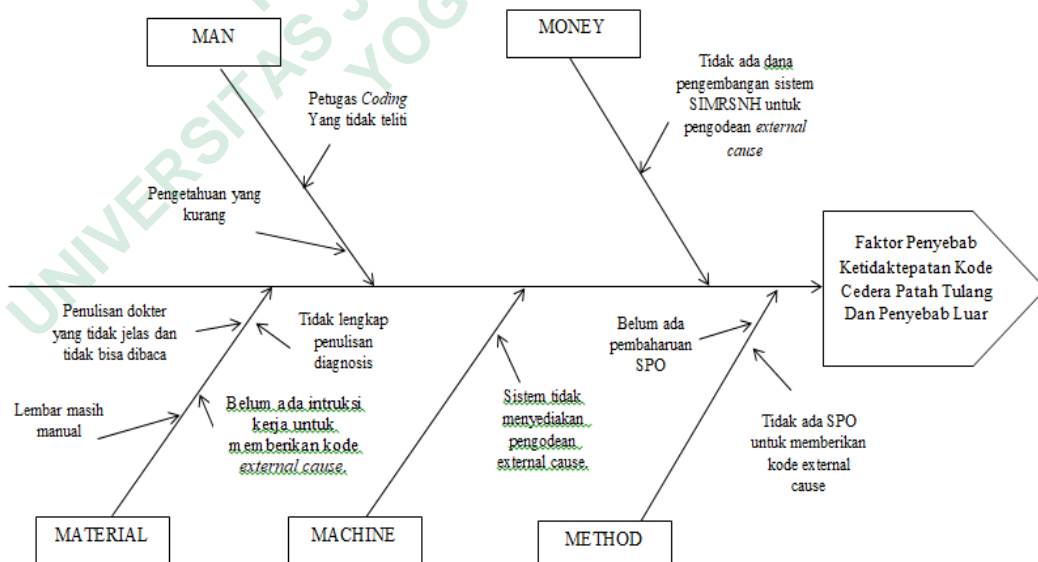 UNIVERSITAS J
YOG
MAN
MONEY
Petugas Coding
Yang tidak teliti
Tidak ada dana
pengembangan sistem
SIMRSNH untuk
pengodean external
cause
Pengetahuan yang
kurang
Faktor Penyebab
Ketidaktepatan Kode
Cedera Patah Tulang
Dan Penyebab Luar
Penulisan dokter
yang tidak jelas dan
tidak bisa dibaca
Tidak lengkap
penulisan
diagnosis
Belum ada
pembaharuan
SPO
Lembar masih
manual
Belum ada intruksi
kerja untuk
memberikan kode
external cause.
Sistem tidak
menyediakan
pengodean
external cause.
Tidak ada SPO
untuk memberikan
kode external
cause
MATERIAL
MACHINE
METHOD